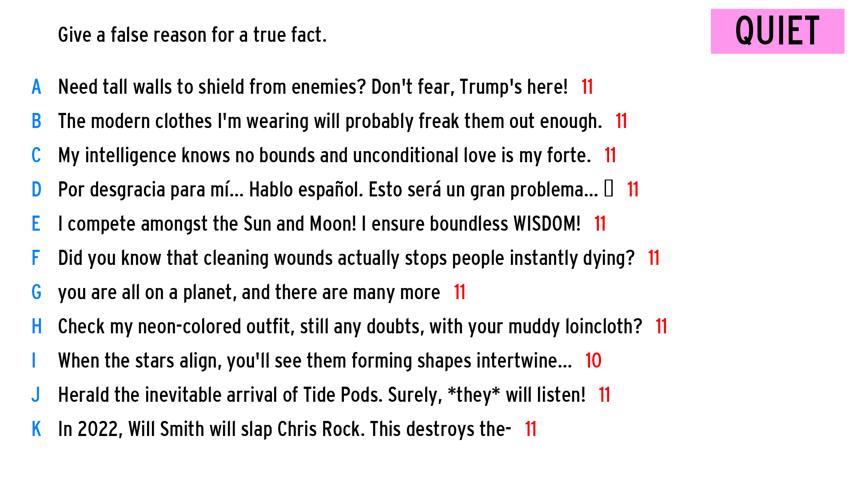 Give a false reason for a true fact.
QUIET
A Need tall walls to shield from enemies? Don't fear, Trump's here! 11
B The modern clothes I'm wearing will probably freak them out enough. 11
C My intelligence knows no bounds and unconditional love is my forte. 11
D Por desgracia para mí... Hablo español. Esto será un gran problema... 11
E I compete amongst the Sun and Moon! I ensure boundless WISDOM! 11
F Did you know that cleaning wounds actually stops people instantly dying? 11
G you are all on a planet, and there are many more 11
H Check my neon-colored outfit, still any doubts, with your muddy loincloth? 11
I When the stars align, you'll see them forming shapes intertwine... 10
J Herald the inevitable arrival of Tide Pods. Surely, *they* will listen! 11
K In 2022, Will Smith will slap Chris Rock. This destroys the- 11